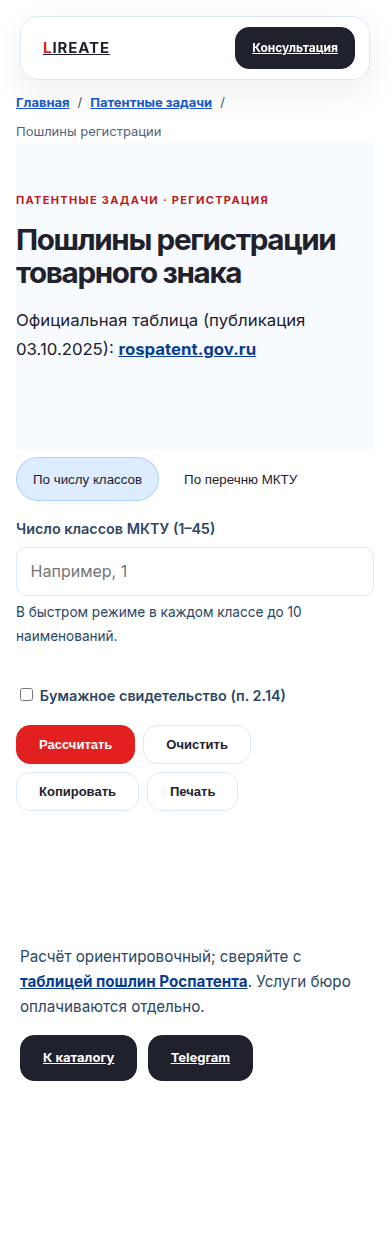 LIREATE
Консультация
Главная / Патентные задачи /
Пошлины регистрации
ПАТЕНТНЫЕ ЗАДАЧИ · РЕГИСТРАЦИЯ
Пошлины регистрации
товарного знака
Официальная таблица (публикация
03.10.2025): rospatent.gov.ru
По числу классов
По перечню МКТУ
Число классов МКТУ (1–45)
Например, 1
В быстром режиме в каждом классе до 10
наименований.
Бумажное свидетельство (п. 2.14)
Рассчитать
Очистить
Копировать
Печать
Расчёт ориентировочный; сверяйте с
таблицей пошлин Роспатента. Услуги бюро
оплачиваются отдельно.
К каталогу
Telegram